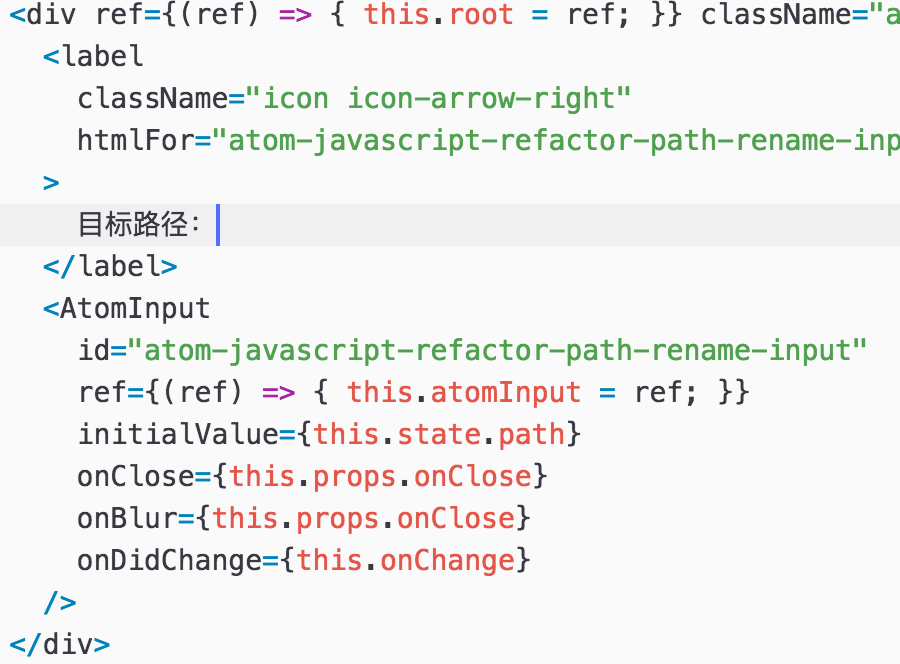 <div ref={(ref) => { this.root = ref; }} className="a
<label
className="icon icon-arrow-right"
htmlFor="atom-javascript-refactor-path-rename-inp
>
目标路径：
</label>
<AtomInput
id="atom-javascript-refactor-path-rename-input"
ref={(ref) => { this.atomInput = ref; }}
initialValue={this.state.path}
onClose={this.props.onClose}
onBlur={this.props.onClose}
onDidChange={this.onChange}
/>
</div>